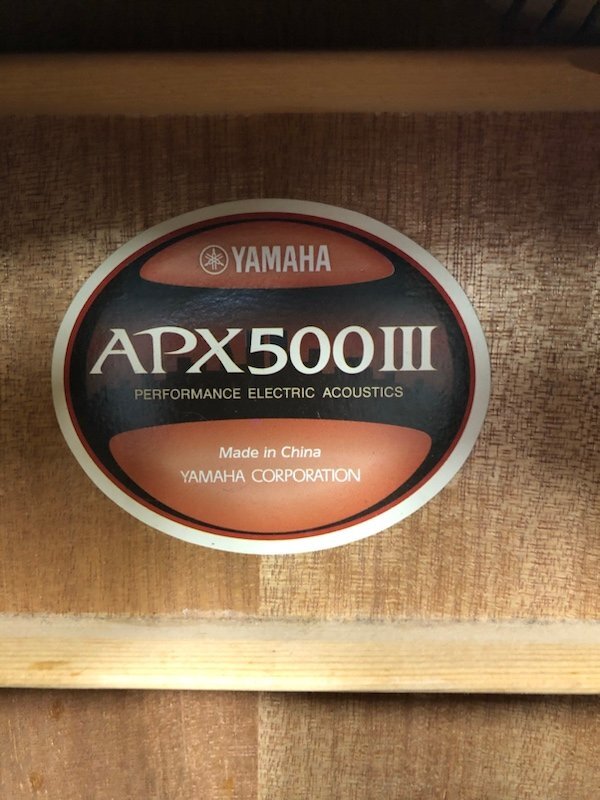 YAMAHA
APX500III
PERFORMANCE ELECTRIC ACOUSTICS
Made in China
YAMAHA CORPORATION